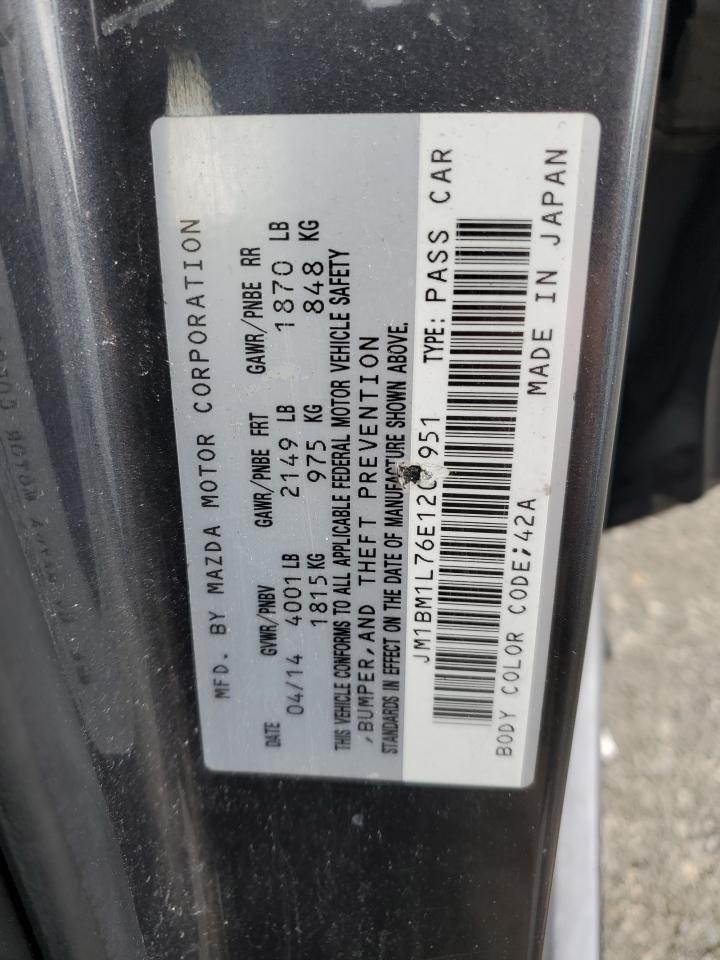 MFD. BY MAZDA MOTOR CORPORATION
DATE GVWR/PNBV GAWR/PNBE FRT GAWR/PNBE RR
04/14 4001 LB 2149 LB 1870 LB
1815 KG 975 KG 848 KG
THIS VEHICLE CONFORMS TO ALL APPLICABLE FEDERAL MOTOR VEHICLE SAFETY
,BUMPER,AND THEFT PREVENTION
STANDARDS IN EFFECT ON THE DATE OF MANUFACTURE SHOWN ABOVE.
TYPE: PASS CAR
BODY COLOR CODE;42A MADE IN JAPAN